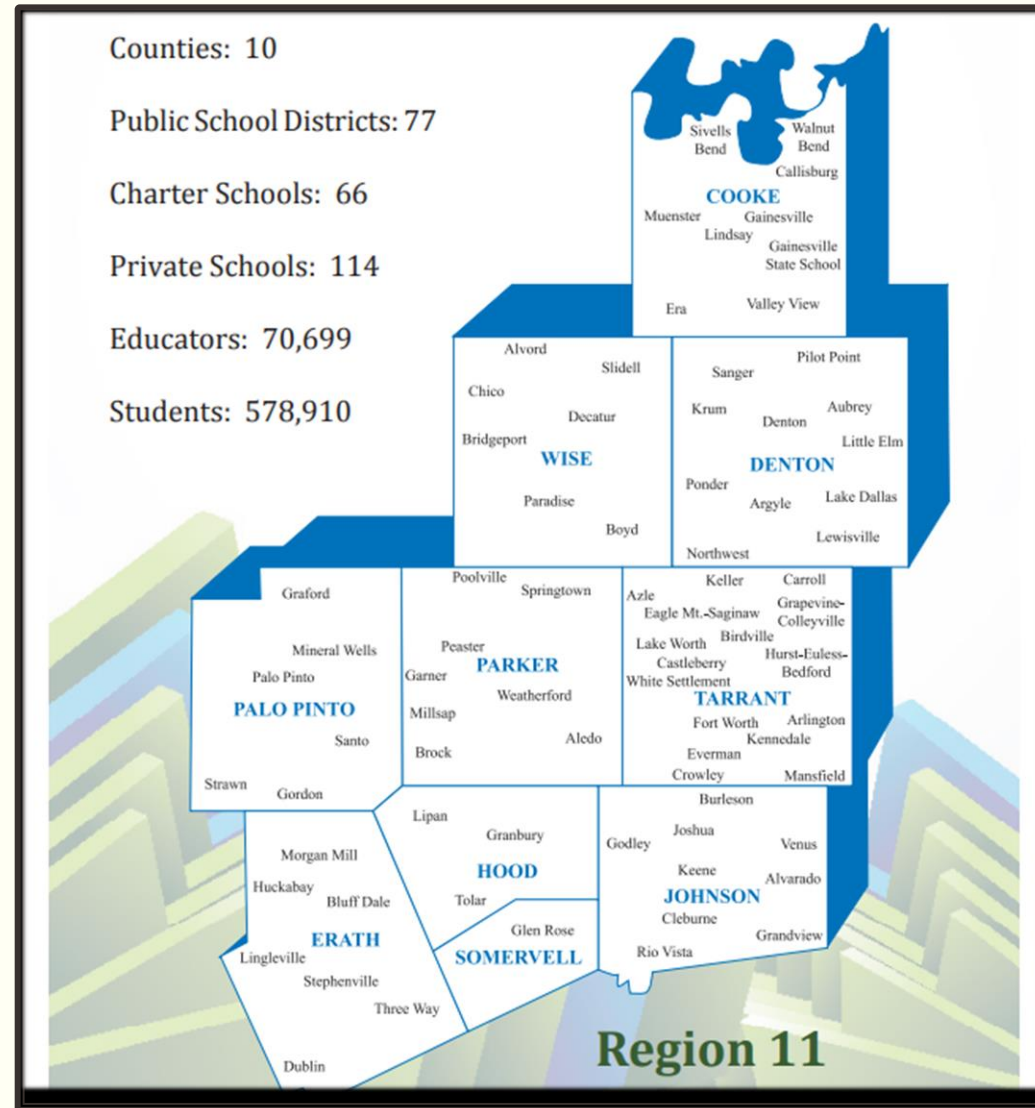 Counties: 10
Public School Districts: 77
Charter Schools: 66
Private Schools: 114
Educators: 70,699
Students: 578,910
Sivells
Bend
Walnut
Bend
Callisburg
COOKE
Muenster
Gainesville
Lindsay
Gainesville
State School
Era
Valley View
Alvord
Slidell
Chico
Decatur
Bridgeport
WISE
Paradise
Boyd
Pilot Point
Sanger
Krum
Aubrey
Denton
Little Elm
DENTON
Ponder
Argyle
Lake Dallas
Lewisville
Northwest
Graford
Mineral Wells
Palo Pinto
PALO PINTO
Santo
Strawn
Gordon
Poolville
Springtown
Peaster
PARKER
Garner
Weatherford
Millsap
Aledo
Brock
Keller
Carroll
Azle
Grapevine-
Colleyville
Eagle Mt.-Saginaw
Birdville
Lake Worth
Hurst-Euless-
Bedford
Castleberry
White Settlement
TARRANT
Fort Worth
Arlington
Kennedale
Everman
Crowley
Mansfield
Morgan Mill
Huckabay
Bluff Dale
ERATH
Lingleville
Stephenville
Three Way
Dublin
Lipan
Granbury
HOOD
Tolar
Glen Rose
SOMERVELL
Burleson
Joshua
Godley
Venus
Keene
Alvarado
JOHNSON
Cleburne
Grandview
Rio Vista
Region 11